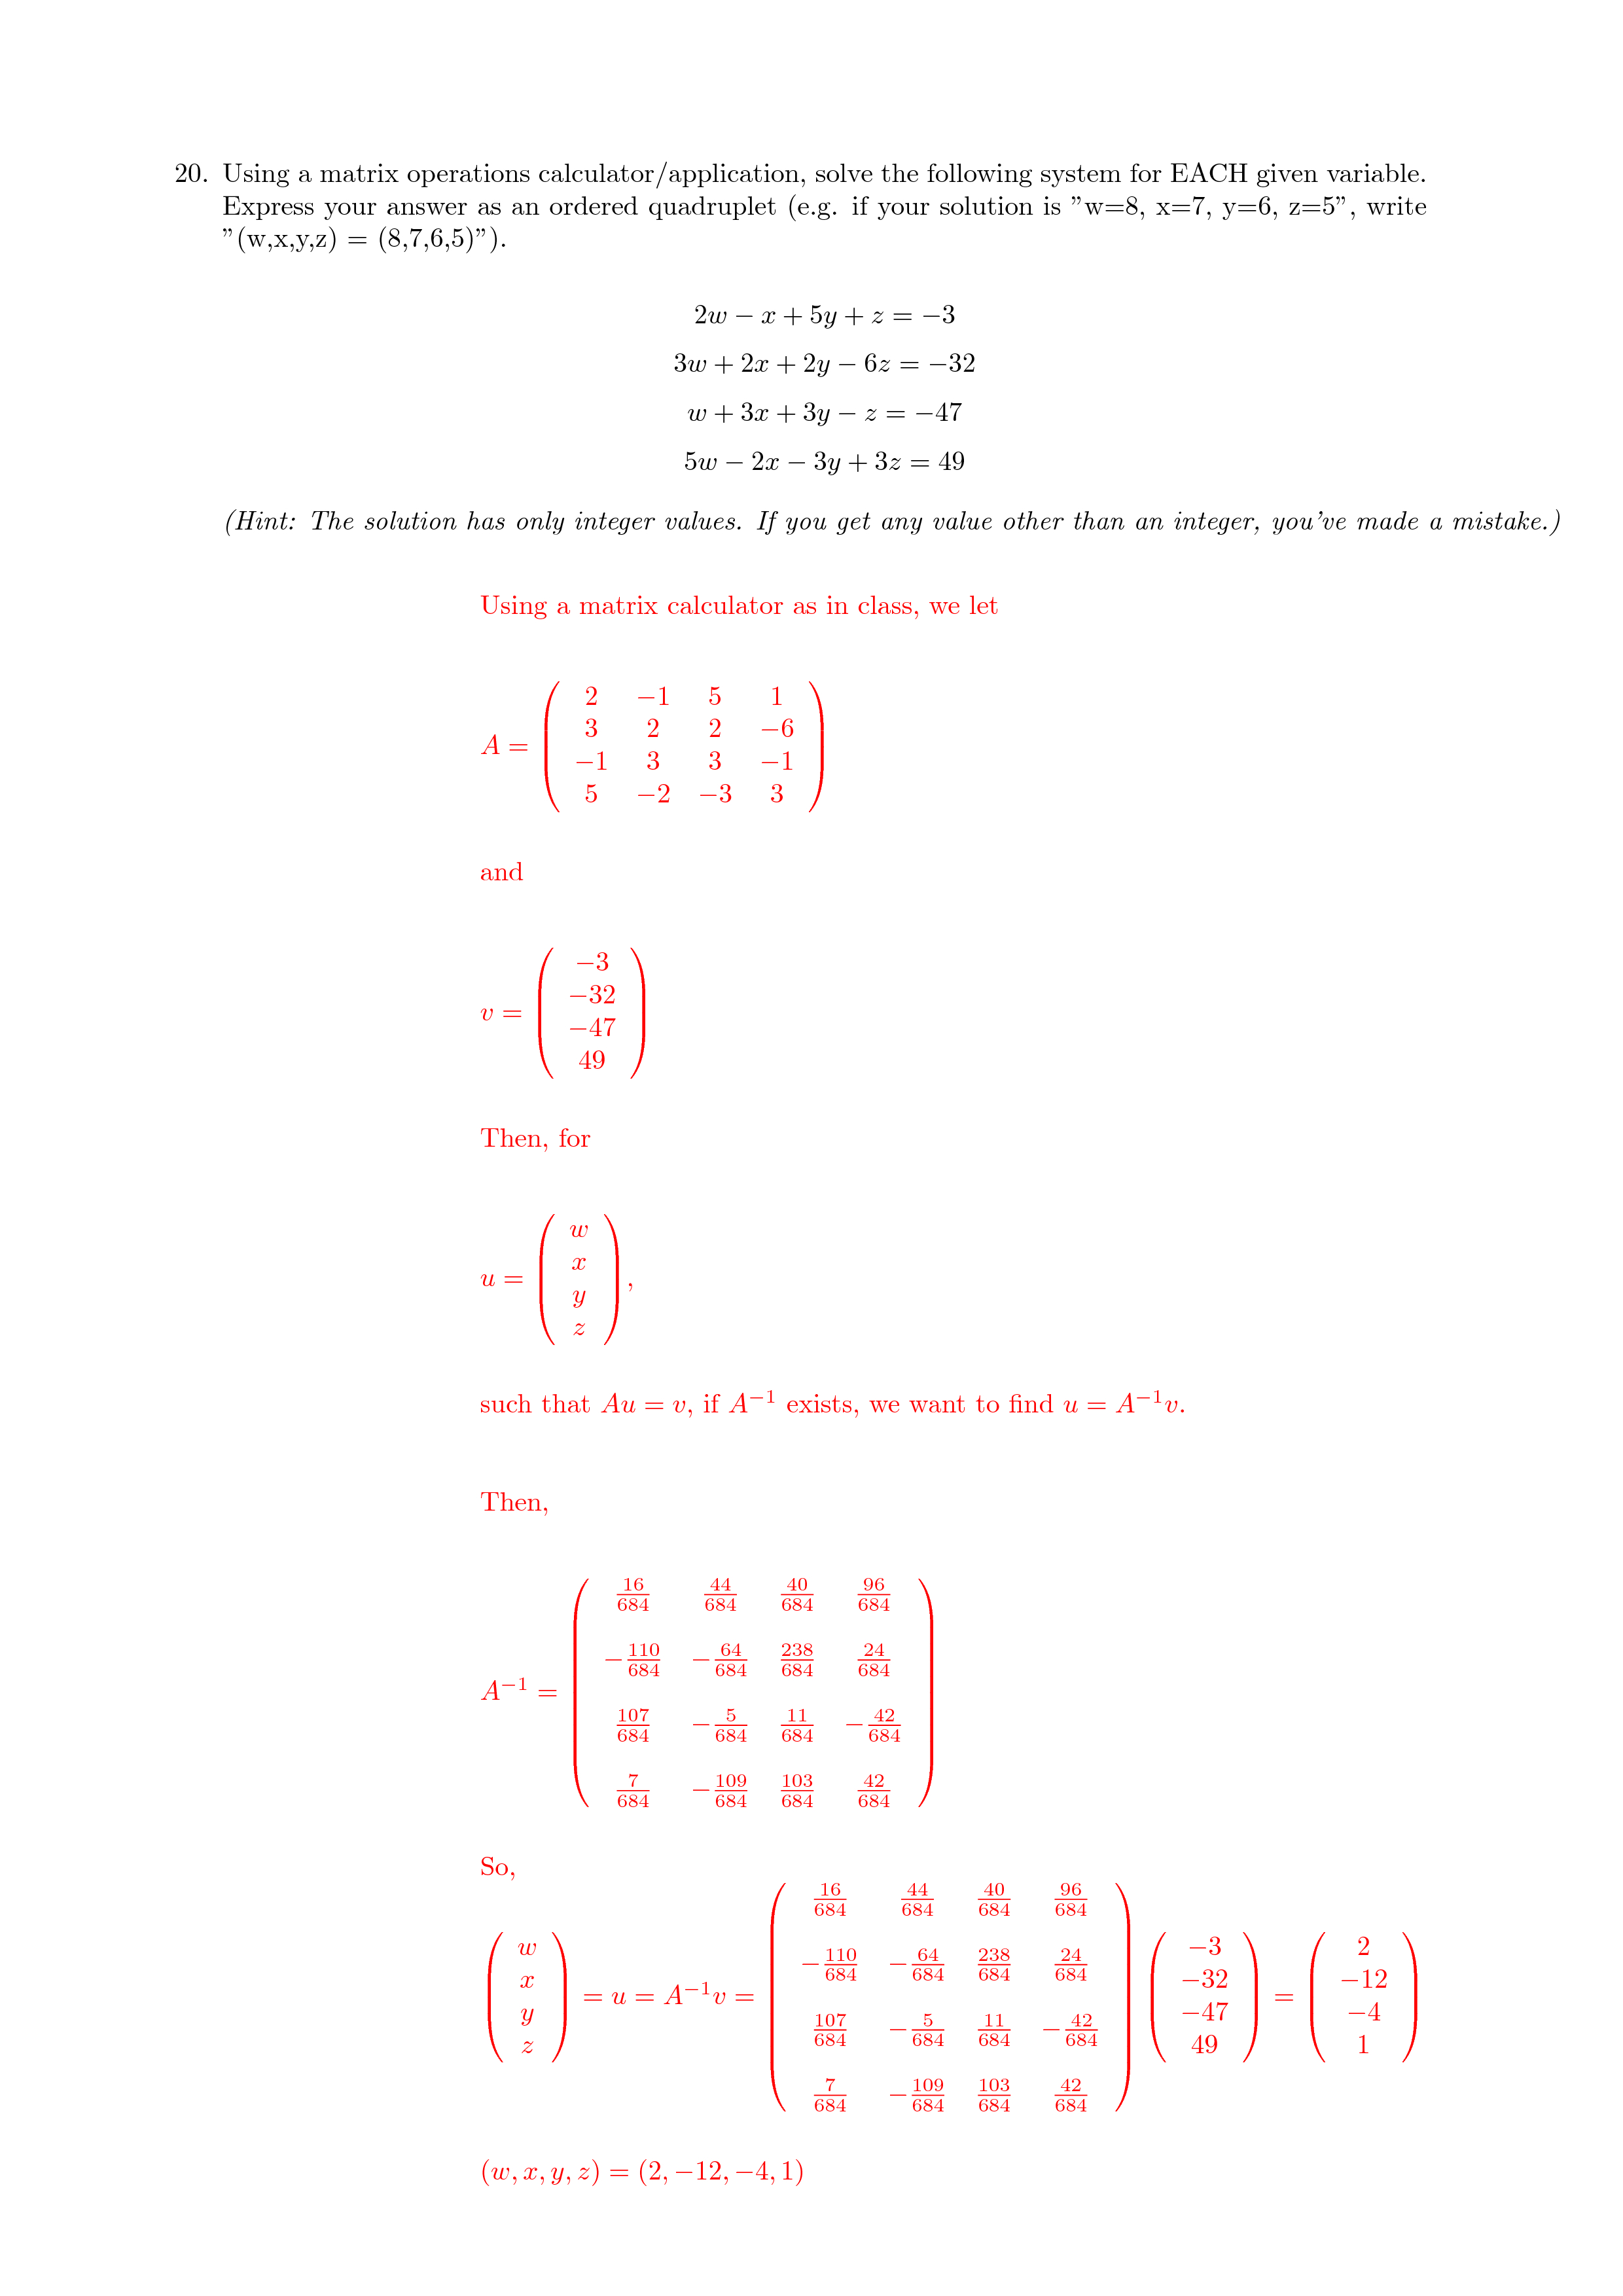 20. Using a matrix operations calculator/application, solve the following system for EACH given variable.
Express your answer as an ordered quadruplet (e.g. if your solution is ”w=8, x=7, y=6, z=5”, write
”(w,x,y,z) = (8,7,6,5)”).
2w − x + 5y + z = −3
3w + 2x + 2y − 6z = −32
w + 3x + 3y − z = −47
5w − 2x − 3y + 3z = 49
(Hint: The solution has only integer values. If you get any value other than an integer, you’ve made a mistake.)
Using a matrix calculator as in class, we let
A = \begin{pmatrix} 2 & −1 & 5 & 1 \\ 3 & 2 & 2 & −6 \\ −1 & 3 & 3 & −1 \\ 5 & −2 & −3 & 3 \end{pmatrix}
and
v = \begin{pmatrix} −3 \\ −32 \\ −47 \\ 49 \end{pmatrix}
Then, for
u = \begin{pmatrix} w \\ x \\ y \\ z \end{pmatrix},
such that Au = v, if A^{−1} exists, we want to find u = A^{−1}v.
Then,
A^{−1} = \begin{pmatrix} \frac{16}{684} & \frac{44}{684} & \frac{40}{684} & \frac{96}{684} \\ −\frac{110}{684} & −\frac{64}{684} & \frac{238}{684} & \frac{24}{684} \\ \frac{107}{684} & −\frac{5}{684} & \frac{11}{684} & −\frac{42}{684} \\ \frac{7}{684} & −\frac{109}{684} & \frac{103}{684} & \frac{42}{684} \end{pmatrix}
So,
\begin{pmatrix} w \\ x \\ y \\ z \end{pmatrix} = u = A^{−1}v = \begin{pmatrix} \frac{16}{684} & \frac{44}{684} & \frac{40}{684} & \frac{96}{684} \\ −\frac{110}{684} & −\frac{64}{684} & \frac{238}{684} & \frac{24}{684} \\ \frac{107}{684} & −\frac{5}{684} & \frac{11}{684} & −\frac{42}{684} \\ \frac{7}{684} & −\frac{109}{684} & \frac{103}{684} & \frac{42}{684} \end{pmatrix} \begin{pmatrix} −3 \\ −32 \\ −47 \\ 49 \end{pmatrix} = \begin{pmatrix} 2 \\ −12 \\ −4 \\ 1 \end{pmatrix}
(w, x, y, z) = (2, −12, −4, 1)